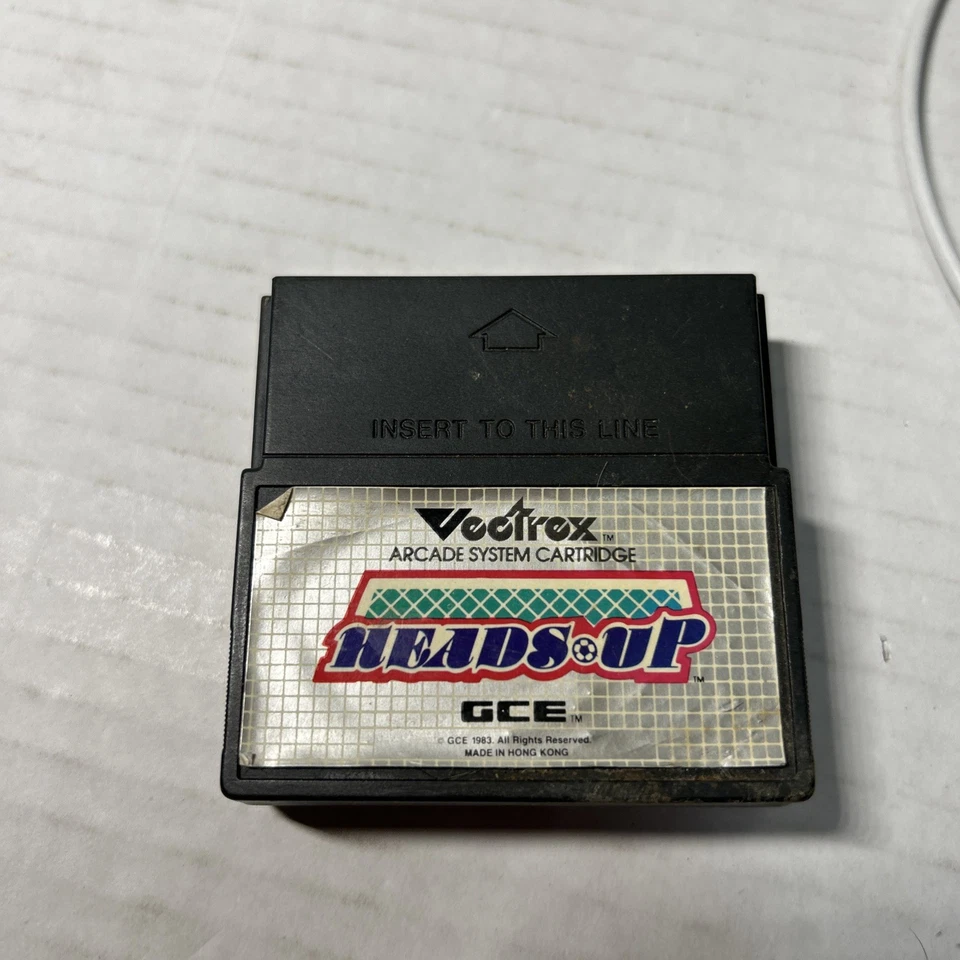 INSERT TO THIS LINE
Vectrex™
ARCADE SYSTEM CARTRIDGE
HEADS UP™
GCE™
© GCE 1983. All Rights Reserved.
MADE IN HONG KONG